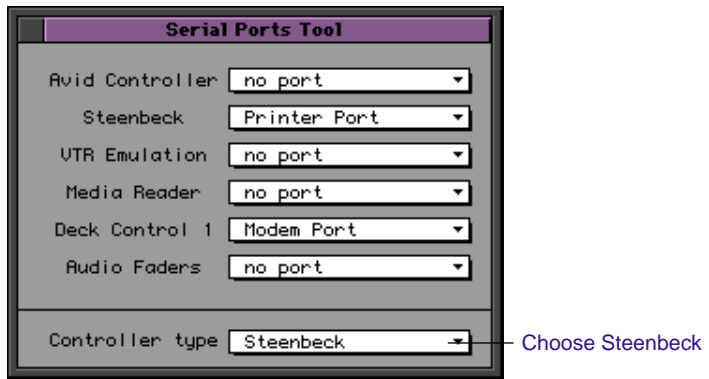 Serial Ports Tool
Avid Controller no port
Steenbeck Printer Port
VTR Emulation no port
Media Reader no port
Deck Control 1 Modem Port
Audio Faders no port
Controller type Steenbeck Choose Steenbeck